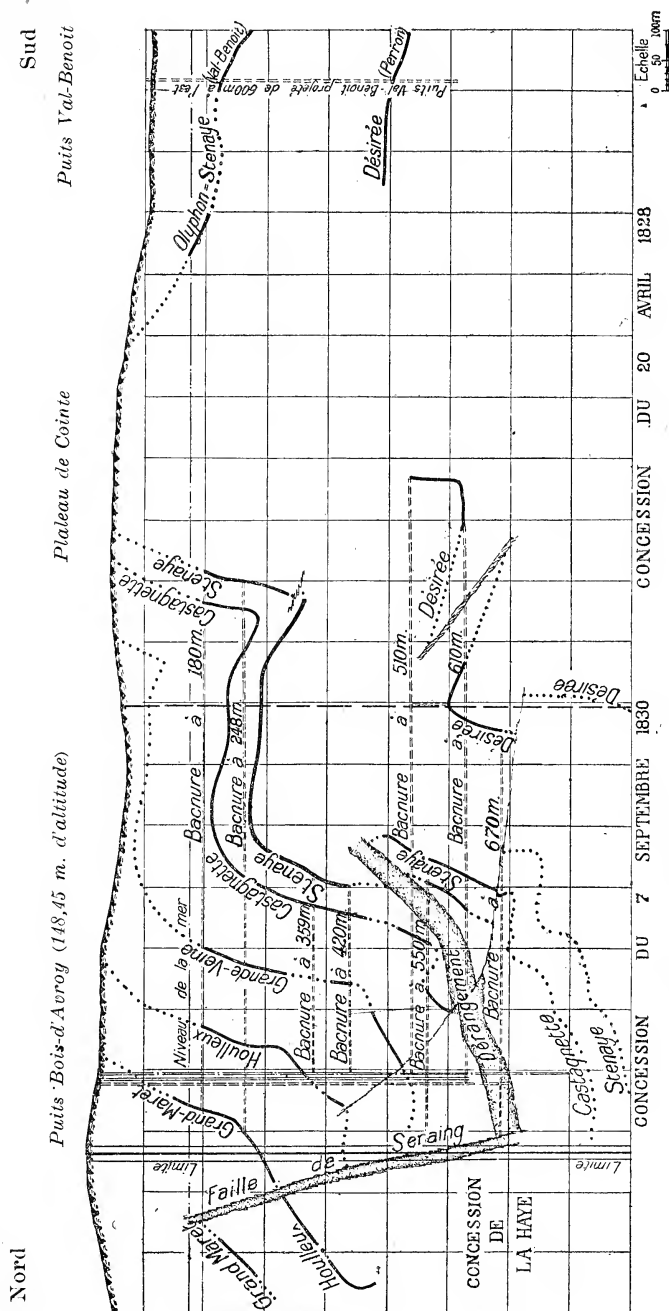 Nord
Sud
Puits Bois-d'Avroy (148,45 m. d'altitude)
Plaleau de Cointe
Puits Val-Benoit
Limite
Niveau de la mer
Grand-Maret
Houlleux
Grande-Veine
Castagnette
Stenaye
Bacnure à 180m.
Bacnure à 248m.
Castagnette
Stenaye
Olyphon=Stenaye
(Val-Benoit)
Puits Val-Benoit projeté de 600m à l'est
Désirée
(Perron)
Bacnure à 359m.
Bacnure à 420m.
Bacnure à 550m.
Bacnure à 510m.
Bacnure à 610m.
Bacnure à 670m.
Stenaye
Désirée
Désirée
Désirée
Dérangement
Faille de Seraing
Grand Maret
Houlleux
Castagnette
Stenaye
Limite
CONCESSION
DE
LA HAYE
CONCESSION DU 7 SEPTEMBRE 1830
CONCESSION DU 20 AVRIL 1828
Echelle
0 50 100m